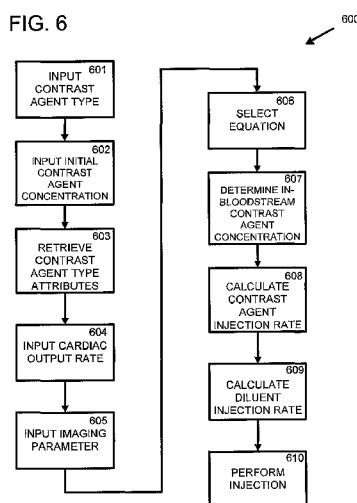 FIG. 6
600
601
INPUT
CONTRAST
AGENT TYPE
602
INPUT INITIAL
CONTRAST
AGENT
CONCENTRATION
603
RETRIEVE
CONTRAST
AGENT TYPE
ATTRIBUTES
604
INPUT CARDIAC
OUTPUT RATE
605
INPUT IMAGING
PARAMETER
606
SELECT
EQUATION
607
DETERMINE IN-
BLOODSTREAM
CONTRAST
AGENT
CONCENTRATION
608
CALCULATE
CONTRAST
AGENT
INJECTION RATE
609
CALCULATE
DILUENT
INJECTION RATE
610
PERFORM
INJECTION